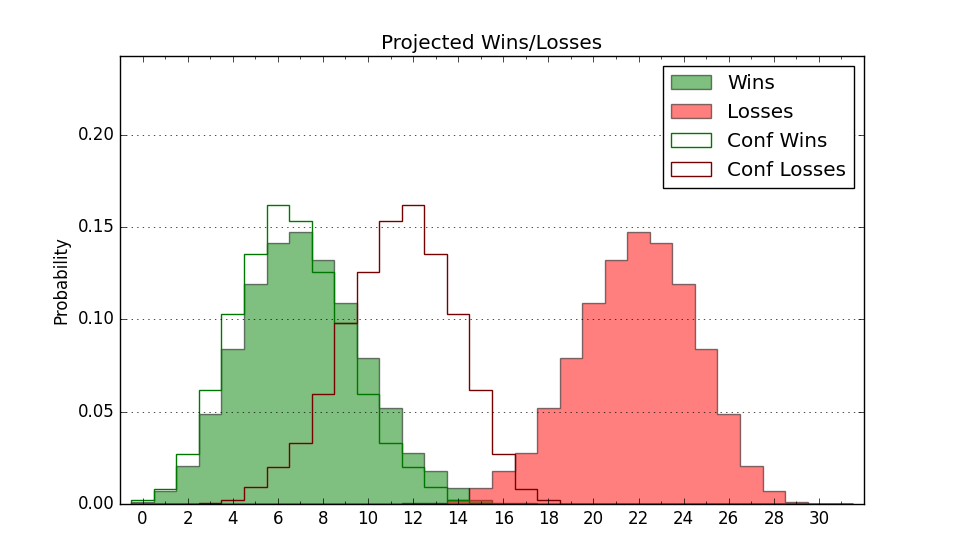 Projected Wins/Losses
Wins
Losses
Conf Wins
Conf Losses
Probability
0.20
0.15
0.10
0.05
0.00
0 2 4 6 8 10 12 14 16 18 20 22 24 26 28 30